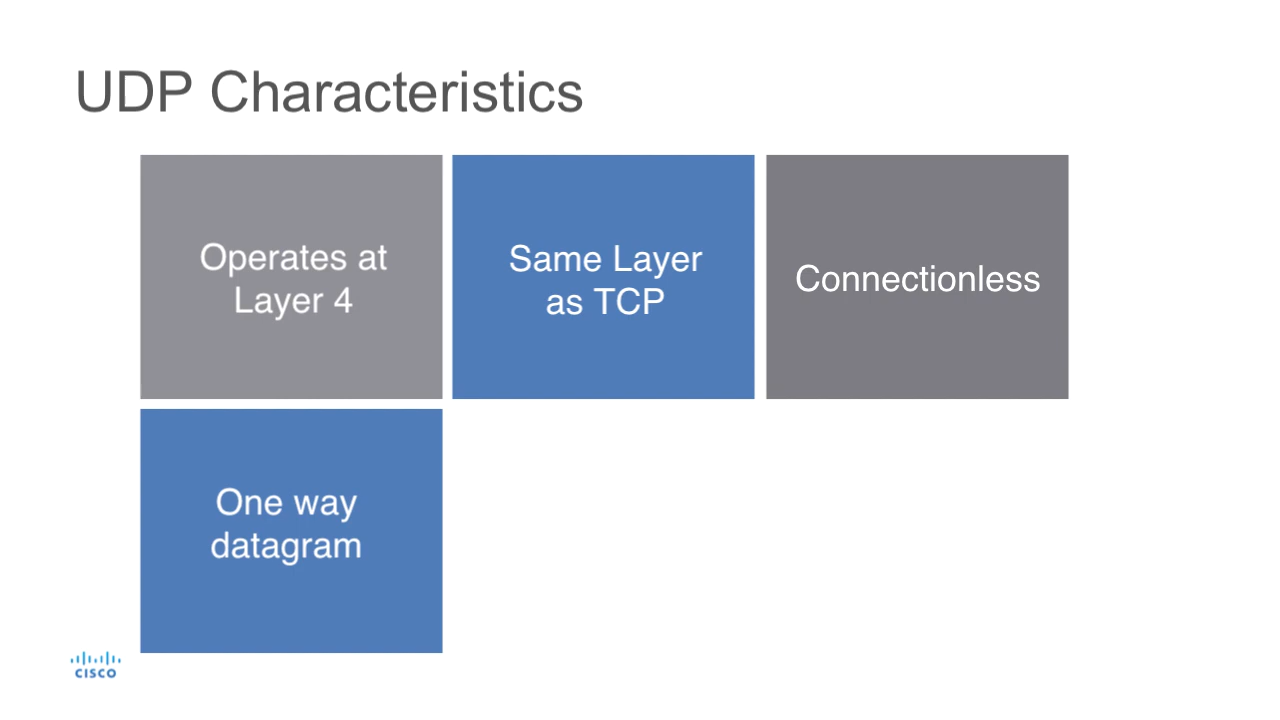 UDP Characteristics
Operates at
Layer 4
Same Layer
as TCP
Connectionless
One way
datagram
CISCO